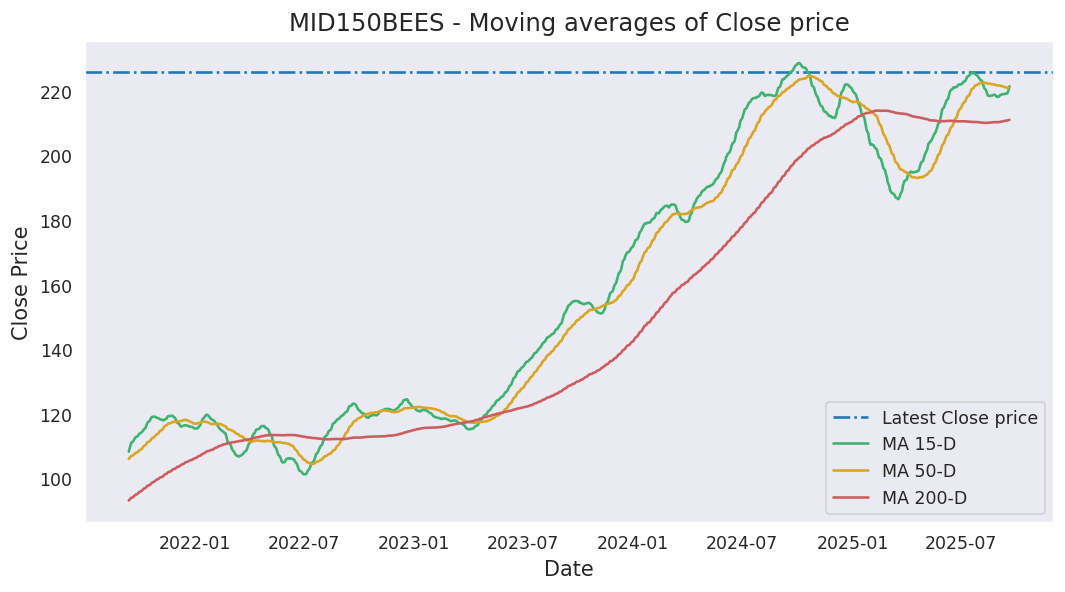 MID150BEES - Moving averages of Close price
Close Price
220
200
180
160
140
120
100
Latest Close price
MA 15-D
MA 50-D
MA 200-D
2022-01 2022-07 2023-01 2023-07 2024-01 2024-07 2025-01 2025-07
Date